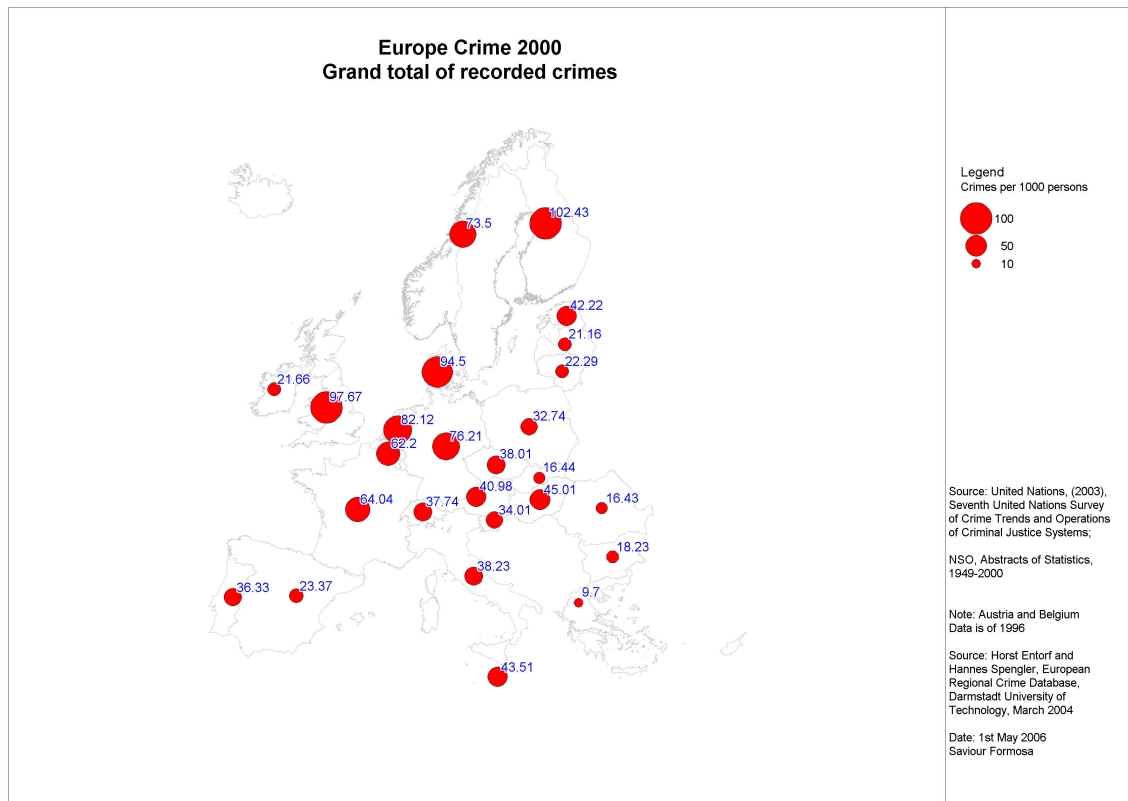 Europe Crime 2000
Grand total of recorded crimes
Legend
Crimes per 1000 persons
100
50
10
102.43
73.5
42.22
21.16
22.29
94.5
21.66
97.67
82.12
62.2
76.21
32.74
38.01
16.44
40.98
45.01
16.43
64.04
37.74
34.01
18.23
38.23
9.7
36.33
23.37
43.51
Source: United Nations, (2003),
Seventh United Nations Survey
of Crime Trends and Operations
of Criminal Justice Systems;
NSO, Abstracts of Statistics,
1949-2000
Note: Austria and Belgium
Data is of 1996
Source: Horst Entorf and
Hannes Spengler, European
Regional Crime Database,
Darmstadt University of
Technology, March 2004
Date: 1st May 2006
Saviour Formosa